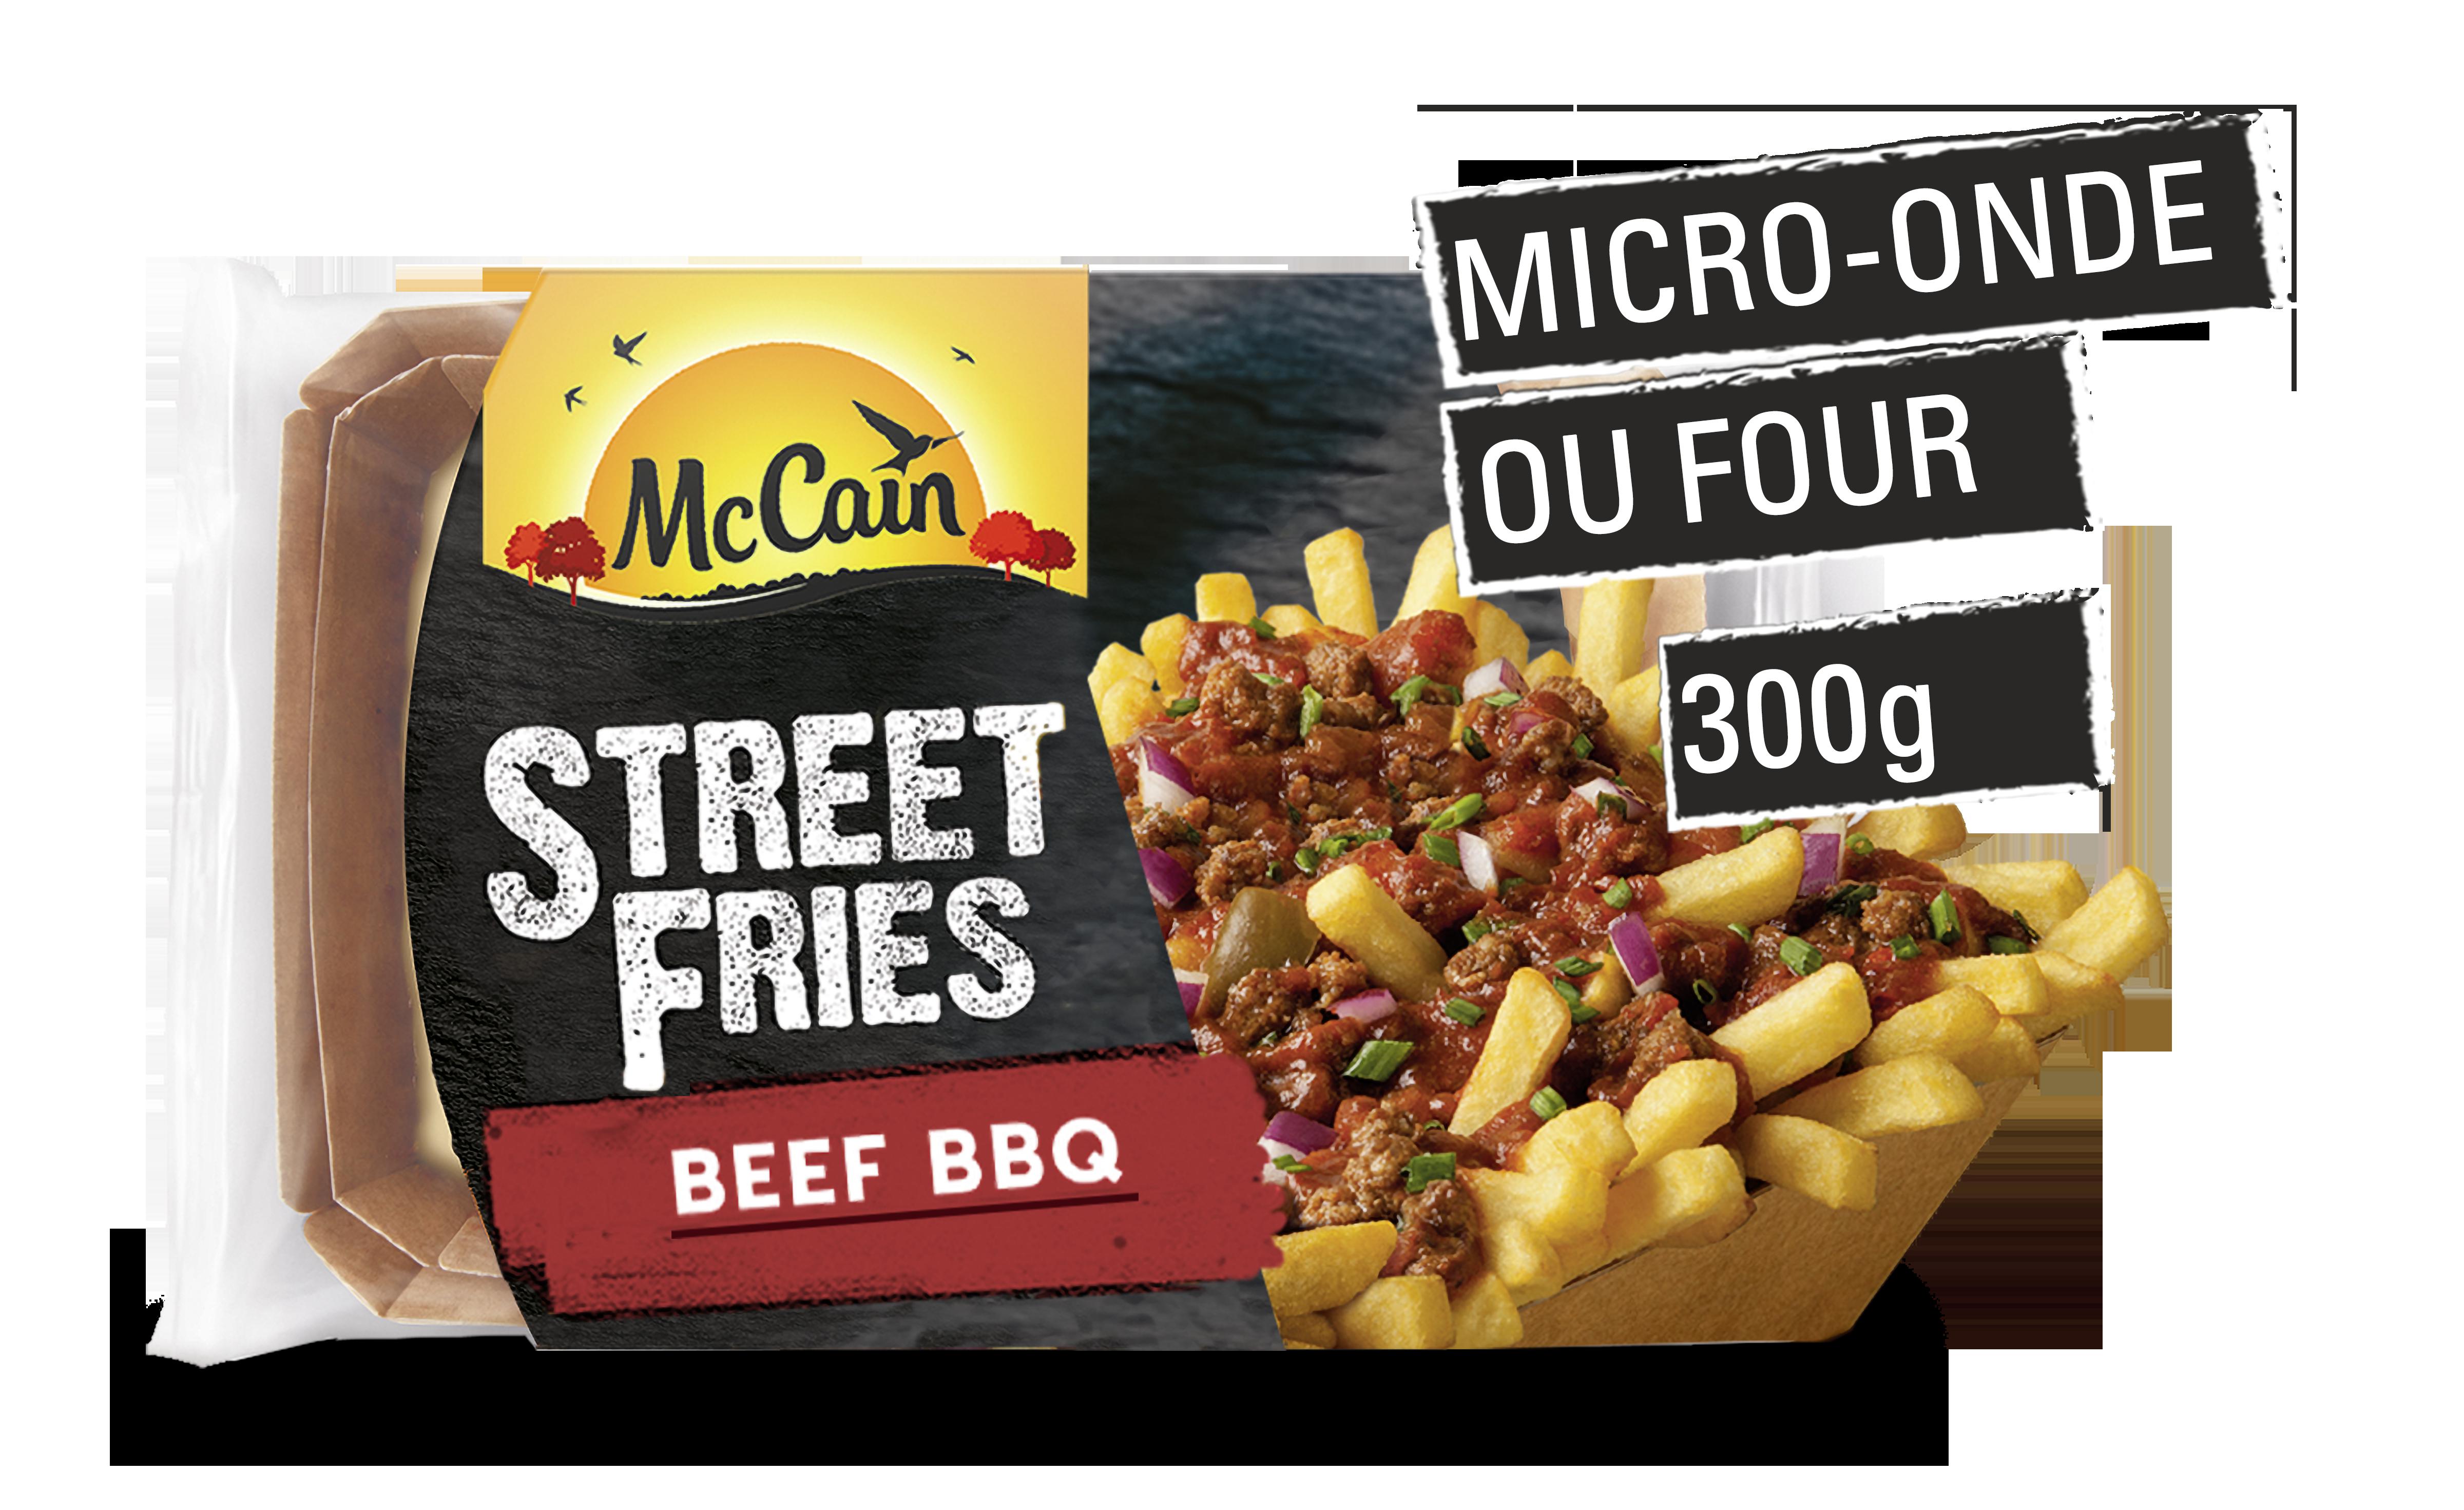 McCain
STREET
FRIES
BEEF BBQ
MICRO-ONDE
OU FOUR
300g